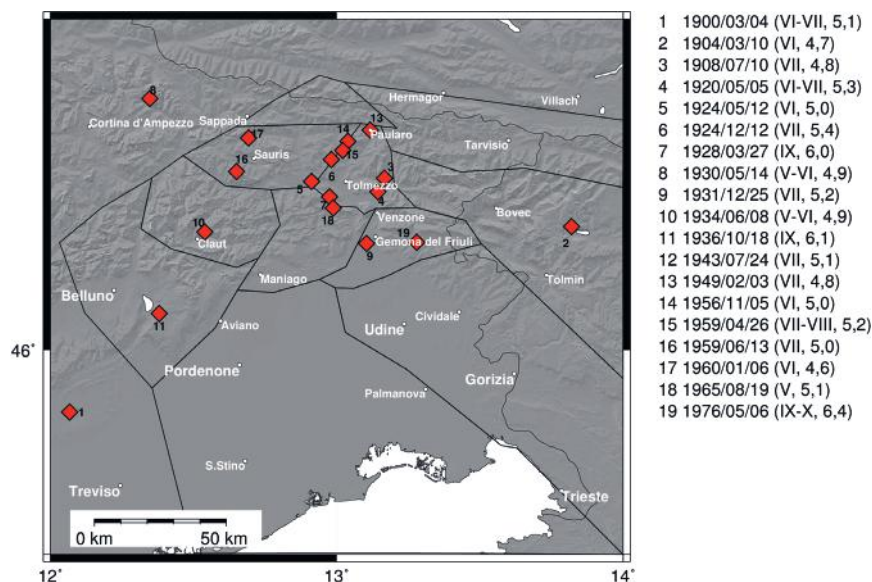 1 1900/03/04 (VI-VII, 5,1)
2 1904/03/10 (VI, 4,7)
3 1908/07/10 (VII, 4,8)
4 1920/05/05 (VI-VII, 5,3)
5 1924/05/12 (VI, 5,0)
6 1924/12/12 (VII, 5,4)
7 1928/03/27 (IX, 6,0)
8 1930/05/14 (V-VI, 4,9)
9 1931/12/25 (VII, 5,2)
10 1934/06/08 (V-VI, 4,9)
11 1936/10/18 (IX, 6,1)
12 1943/07/24 (VII, 5,1)
13 1949/02/03 (VII, 4,8)
14 1956/11/05 (VI, 5,0)
15 1959/04/26 (VII-VIII, 5,2)
16 1959/06/13 (VII, 5,0)
17 1960/01/06 (VI, 4,6)
18 1965/08/19 (V, 5,1)
19 1976/05/06 (IX-X, 6,4)
8
Hermagor
Villach
Cortina d'Ampezzo
Sappada
13
Paularo
17
14
Tarvisio
15
Sauris
16
6
3
5
Tolmezzo
4
7
18
Venzone
Bovec
10
Claut
19
Gemona del Friuli
9
2
Maniago
Tolmin
Belluno
11
Aviano
Cividale
Udine
46°
Pordenone
Gorizia
Palmanova
1
S.Stino
Treviso
Trieste
0 km
50 km
12°
13°
14°